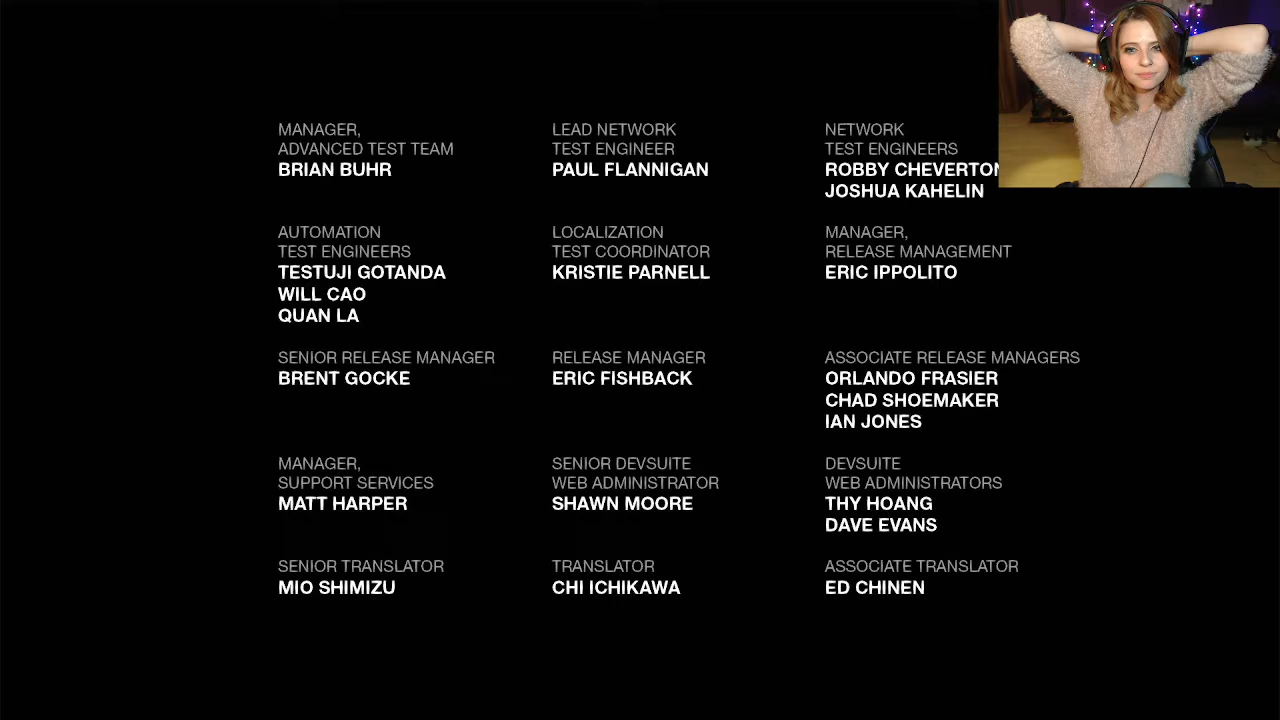 MANAGER,
ADVANCED TEST TEAM
BRIAN BUHR
LEAD NETWORK
TEST ENGINEER
PAUL FLANNIGAN
NETWORK
TEST ENGINEERS
ROBBY CHEVERTON
JOSHUA KAHELIN
AUTOMATION
TEST ENGINEERS
TESTUJI GOTANDA
WILL CAO
QUAN LA
LOCALIZATION
TEST COORDINATOR
KRISTIE PARNELL
MANAGER,
RELEASE MANAGEMENT
ERIC IPPOLITO
SENIOR RELEASE MANAGER
BRENT GOCKE
RELEASE MANAGER
ERIC FISHBACK
ASSOCIATE RELEASE MANAGERS
ORLANDO FRASIER
CHAD SHOEMAKER
IAN JONES
MANAGER,
SUPPORT SERVICES
MATT HARPER
SENIOR DEVSUITE
WEB ADMINISTRATOR
SHAWN MOORE
DEVSUITE
WEB ADMINISTRATORS
THY HOANG
DAVE EVANS
SENIOR TRANSLATOR
MIO SHIMIZU
TRANSLATOR
CHI ICHIKAWA
ASSOCIATE TRANSLATOR
ED CHINEN